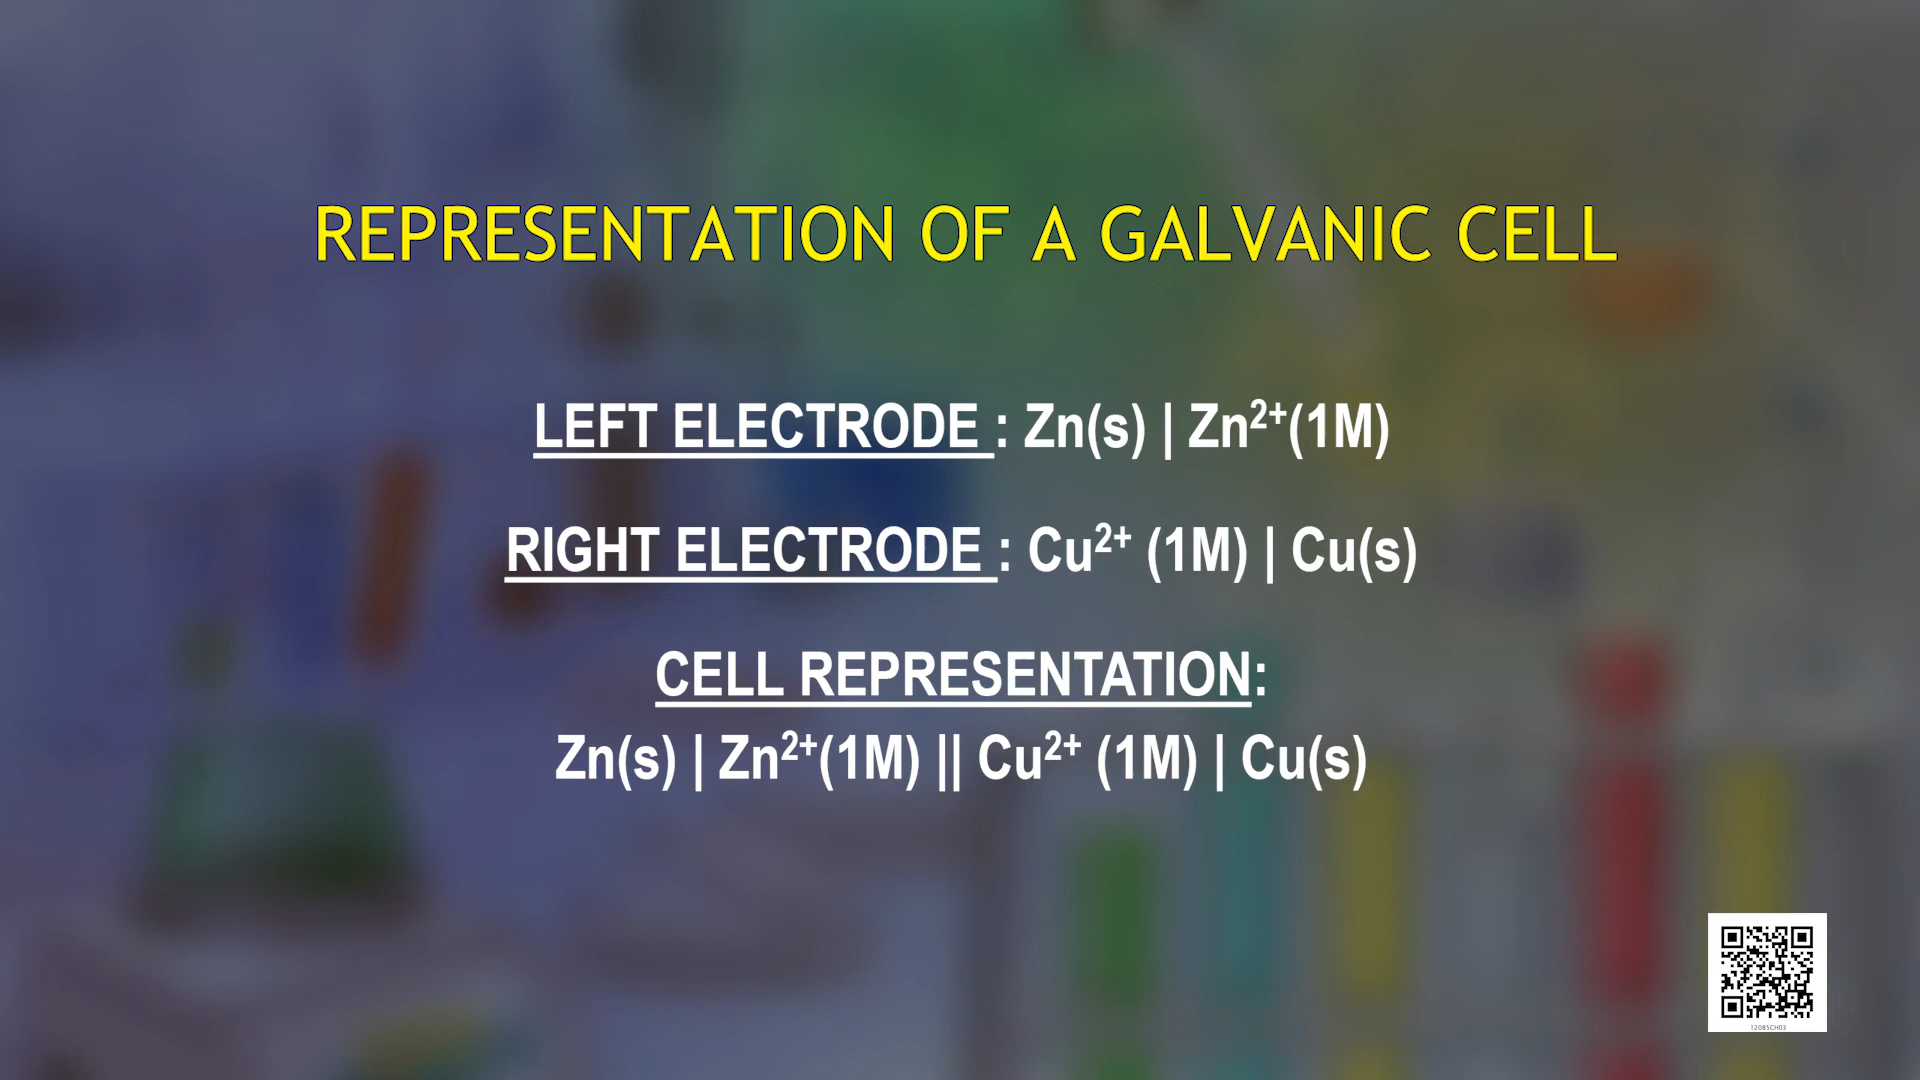 REPRESENTATION OF A GALVANIC CELL
LEFT ELECTRODE : Zn(s) | Zn²⁺(1M)
RIGHT ELECTRODE : Cu²⁺ (1M) | Cu(s)
CELL REPRESENTATION:
Zn(s) | Zn²⁺(1M) || Cu²⁺ (1M) | Cu(s)
12085CH03